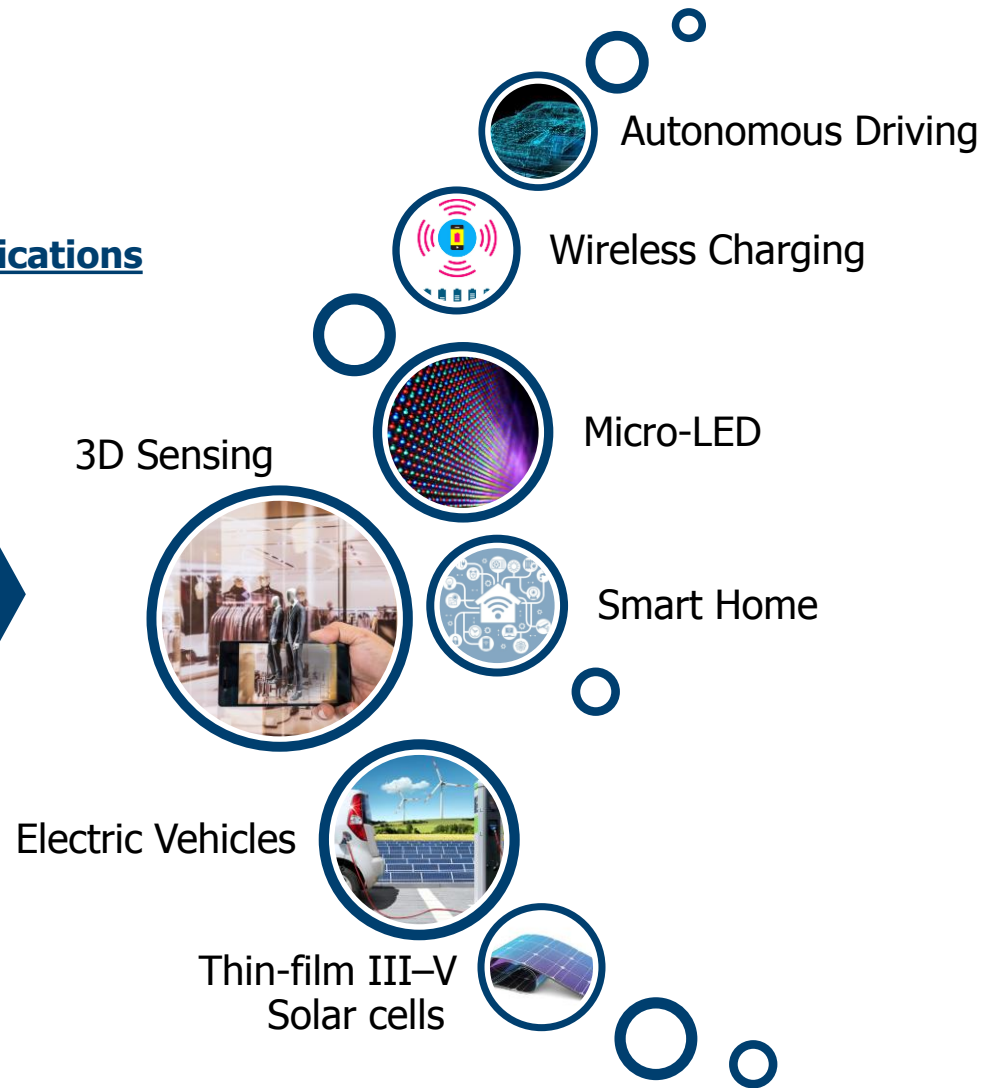 Autonomous Driving
ications
Wireless Charging
Micro-LED
3D Sensing
Smart Home
Electric Vehicles
Thin-film III–V
Solar cells